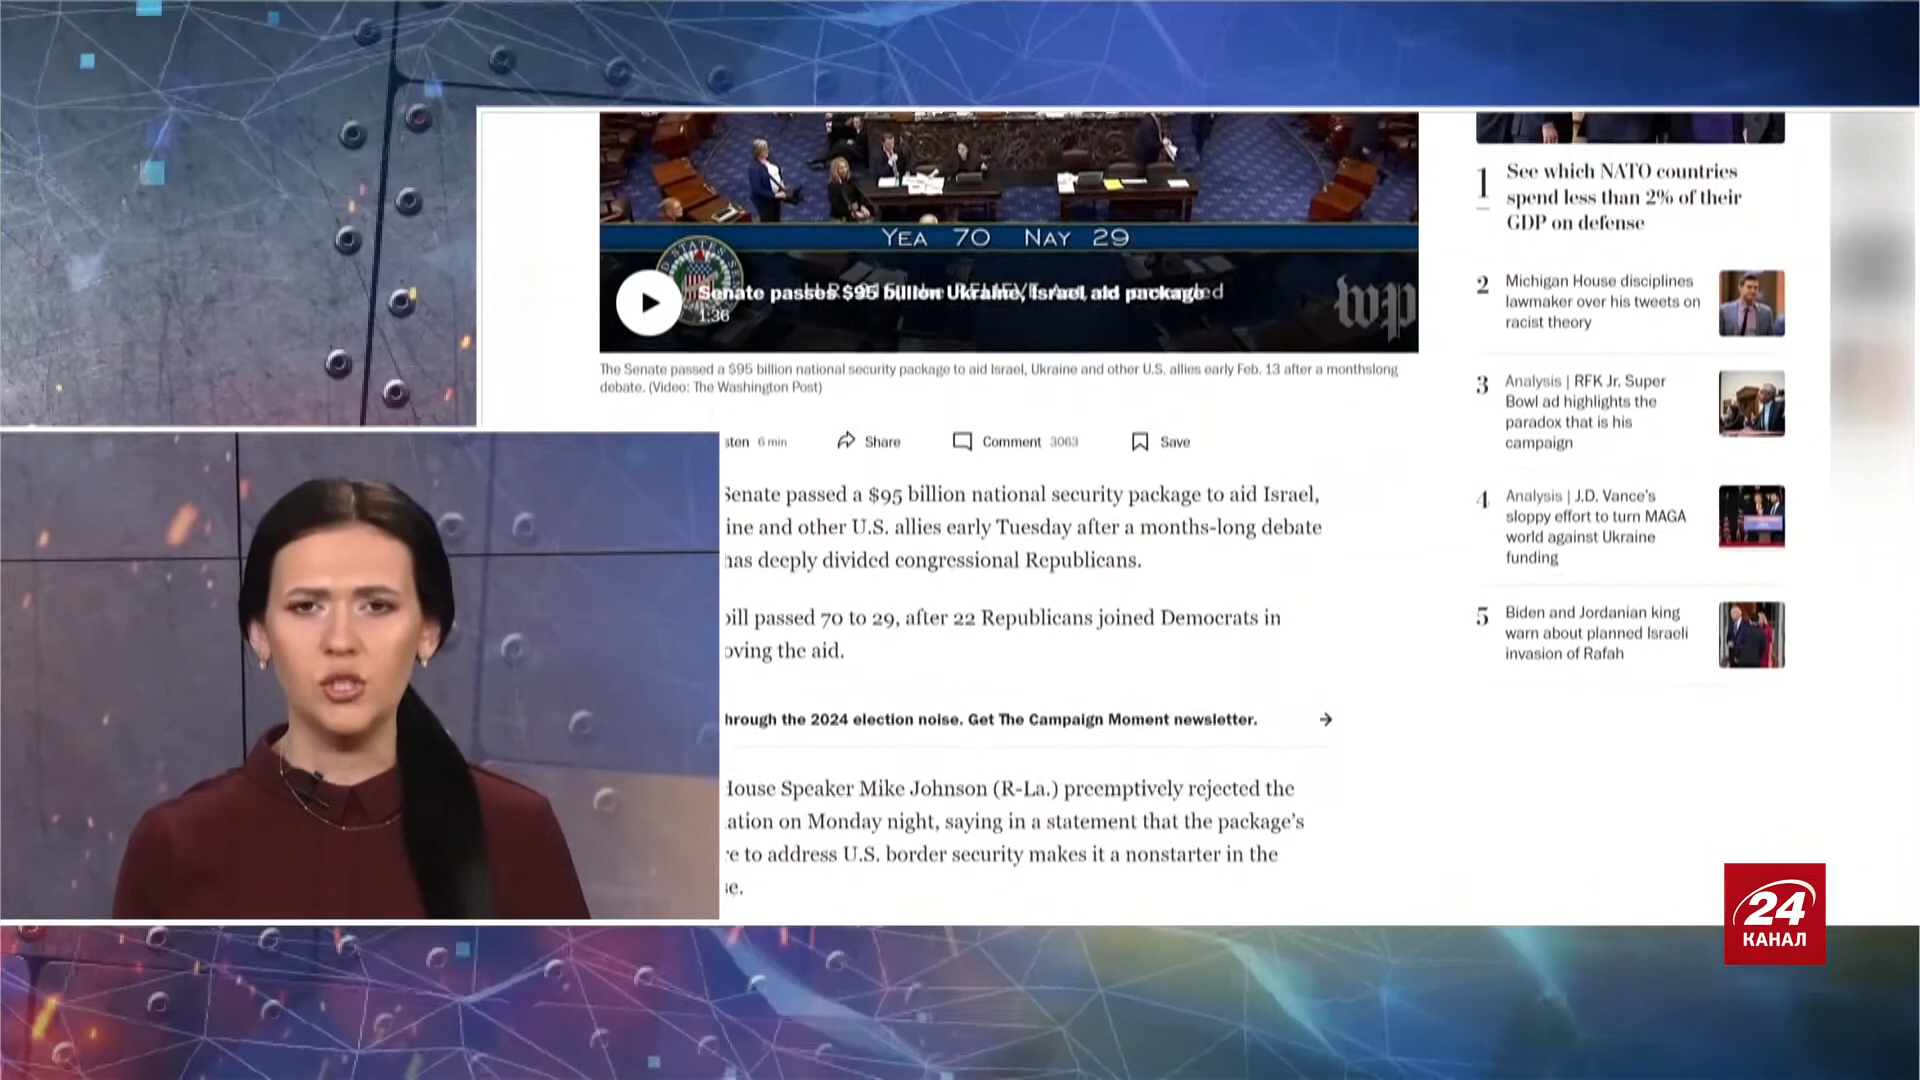 YEA 70 NAY 29
Senate passes $95 billion Ukraine, Israel aid package
1:36
wp
The Senate passed a $95 billion national security package to aid Israel, Ukraine and other U.S. allies early Feb. 13 after a monthslong
debate. (Video: The Washington Post)
sten 6 min Share Comment 3063 Save
Senate passed a $95 billion national security package to aid Israel,
ine and other U.S. allies early Tuesday after a months-long debate
has deeply divided congressional Republicans.
bill passed 70 to 29, after 22 Republicans joined Democrats in
oving the aid.
hrough the 2024 election noise. Get The Campaign Moment newsletter. →
House Speaker Mike Johnson (R-La.) preemptively rejected the
ation on Monday night, saying in a statement that the package's
re to address U.S. border security makes it a nonstarter in the
se.
1 See which NATO countries
spend less than 2% of their
GDP on defense
2 Michigan House disciplines
lawmaker over his tweets on
racist theory
3 Analysis | RFK Jr. Super
Bowl ad highlights the
paradox that is his
campaign
4 Analysis | J.D. Vance's
sloppy effort to turn MAGA
world against Ukraine
funding
5 Biden and Jordanian king
warn about planned Israeli
invasion of Rafah
24
КАНАЛ